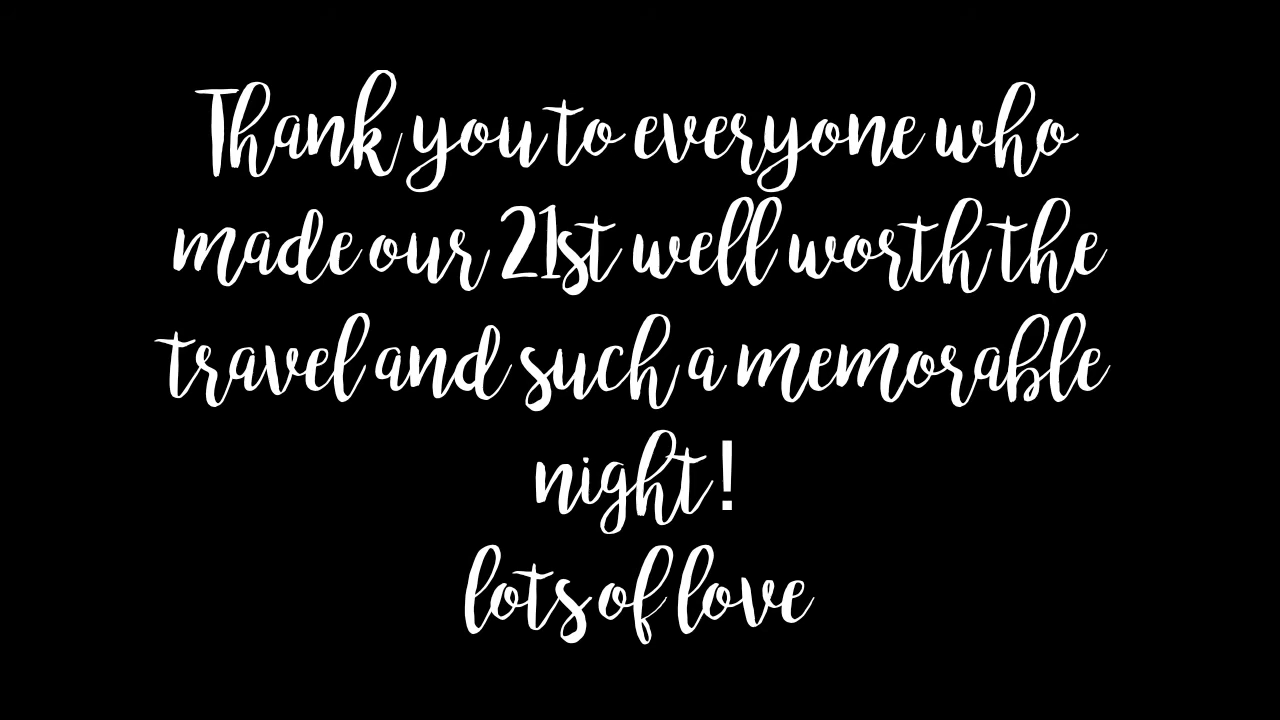 Thank you to everyone who
made our 21st well worth the
travel and such a memorable
night!
lots of love